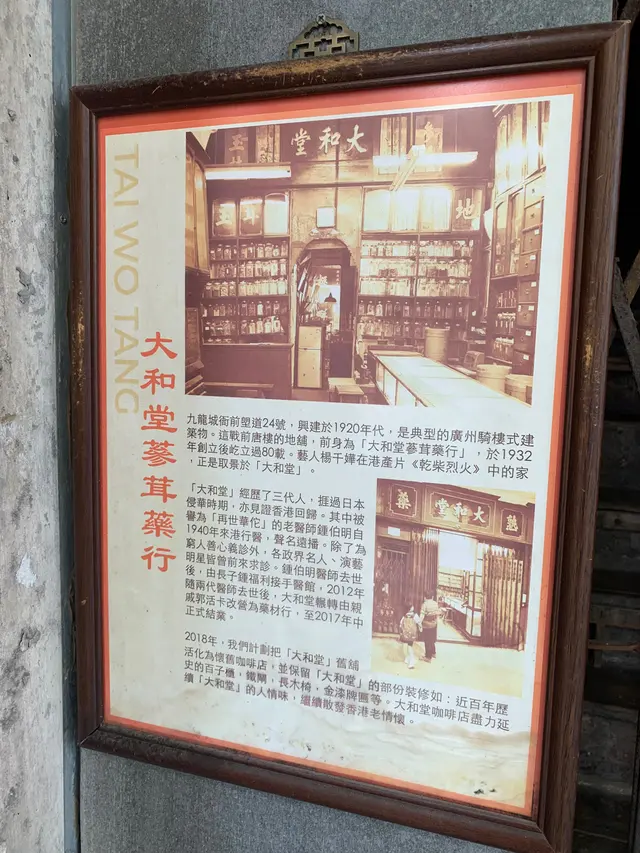 大和堂
TAI WO TANG
大和堂蔘茸藥行
九龍城衙前塱道24號，興建於1920年代，是典型的廣州騎樓式建
築物。這戰前唐樓的地舖，前身為「大和堂蔘茸藥行」，於1932
年創立後屹立過80載。藝人楊千嬅在港產片《乾柴烈火》中的家
，正是取景於「大和堂」。
「大和堂」經歷了三代人，捱過日本
侵華時期，亦見證香港回歸。其中被
譽為「再世華佗」的老醫師鍾伯明自
1940年來港行醫，聲名遠播。除了為
窮人善心義診外，各政界名人、演藝
明星皆曾前來求診。鍾伯明醫師去世
後，由長子鍾福利接手醫館，2012年
隨兩代醫師去世後，大和堂輾轉由親
戚郭活卡改營為藥材行，至2017年中
正式結業。
大和堂
藥
2018年，我們計劃把「大和堂」舊舖
活化為懷舊咖啡店，並保留「大和堂」的部份裝修如：近百年歷
史的百子櫃，鐵閘，長木椅，金漆牌匾等。大和堂咖啡店盡力延
續「大和堂」的人情味，繼續散發香港老情懷。